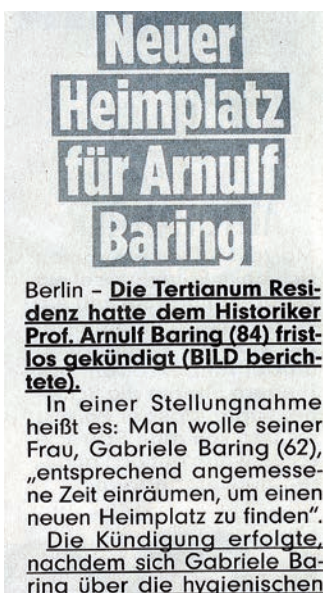 Neuer
Heimplatz
für Arnulf
Baring
Berlin – Die Tertianum Resi-
denz hatte dem Historiker
Prof. Arnulf Baring (84) frist-
los gekündigt (BILD berich-
tete).
In einer Stellungnahme
heißt es: Man wolle seiner
Frau, Gabriele Baring (62),
„entsprechend angemesse-
ne Zeit einräumen, um einen
neuen Heimplatz zu finden“.
Die Kündigung erfolgte,
nachdem sich Gabriele Ba-
ring über die hygienischen